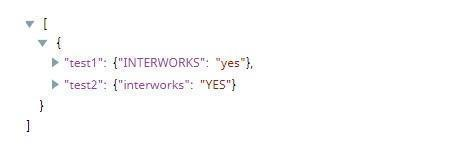 [
{
"test1": {"INTERWORKS": "yes"},
"test2": {"interworks": "YES"}
}
]